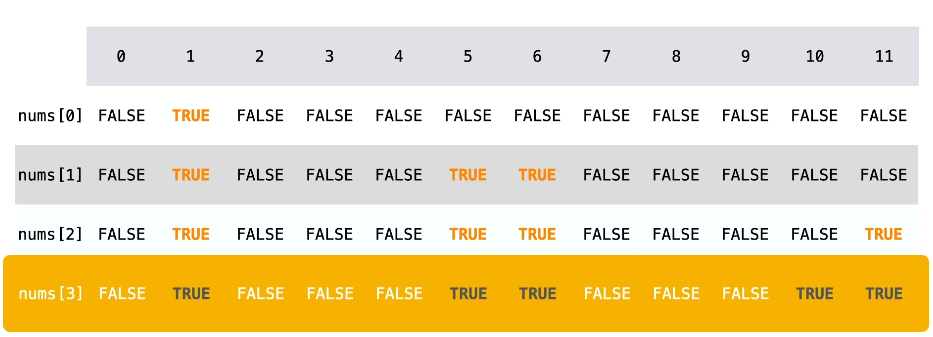 0 1 2 3 4 5 6 7 8 9 10 11
nums[0] FALSE TRUE FALSE FALSE FALSE FALSE FALSE FALSE FALSE FALSE FALSE FALSE
nums[1] FALSE TRUE FALSE FALSE FALSE TRUE TRUE FALSE FALSE FALSE FALSE FALSE
nums[2] FALSE TRUE FALSE FALSE FALSE TRUE TRUE FALSE FALSE FALSE FALSE TRUE
nums[3] FALSE TRUE FALSE FALSE FALSE TRUE TRUE FALSE FALSE FALSE TRUE TRUE